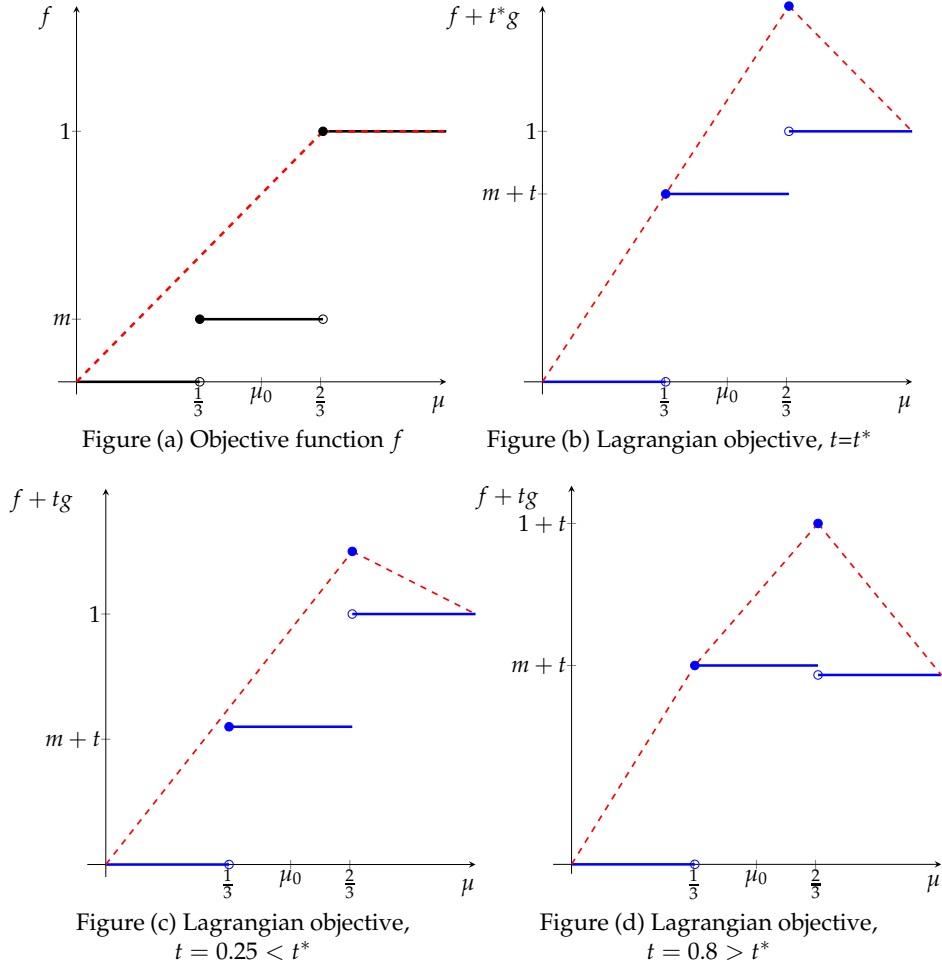 f
1
m
1/3
μ₀
2/3
μ
Figure (a) Objective function f
f + t*g
1
m + t
1/3
μ₀
2/3
μ
Figure (b) Lagrangian objective, t=t*
f + tg
1
m + t
1/3
μ₀
2/3
μ
Figure (c) Lagrangian objective,
t = 0.25 < t*
f + tg
1 + t
m + t
1/3
μ₀
2/3
μ
Figure (d) Lagrangian objective,
t = 0.8 > t*